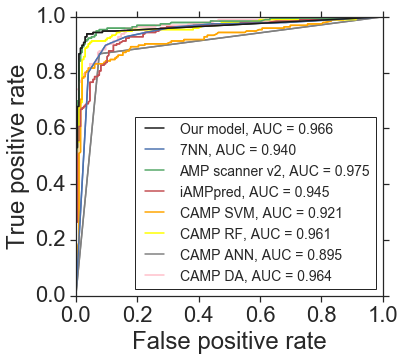 True positive rate
1.0
0.8
0.6
0.4
0.2
0.0
Our model, AUC = 0.966
7NN, AUC = 0.940
AMP scanner v2, AUC = 0.975
iAMPpred, AUC = 0.945
CAMP SVM, AUC = 0.921
CAMP RF, AUC = 0.961
CAMP ANN, AUC = 0.895
CAMP DA, AUC = 0.964
0.0 0.2 0.4 0.6 0.8 1.0
False positive rate